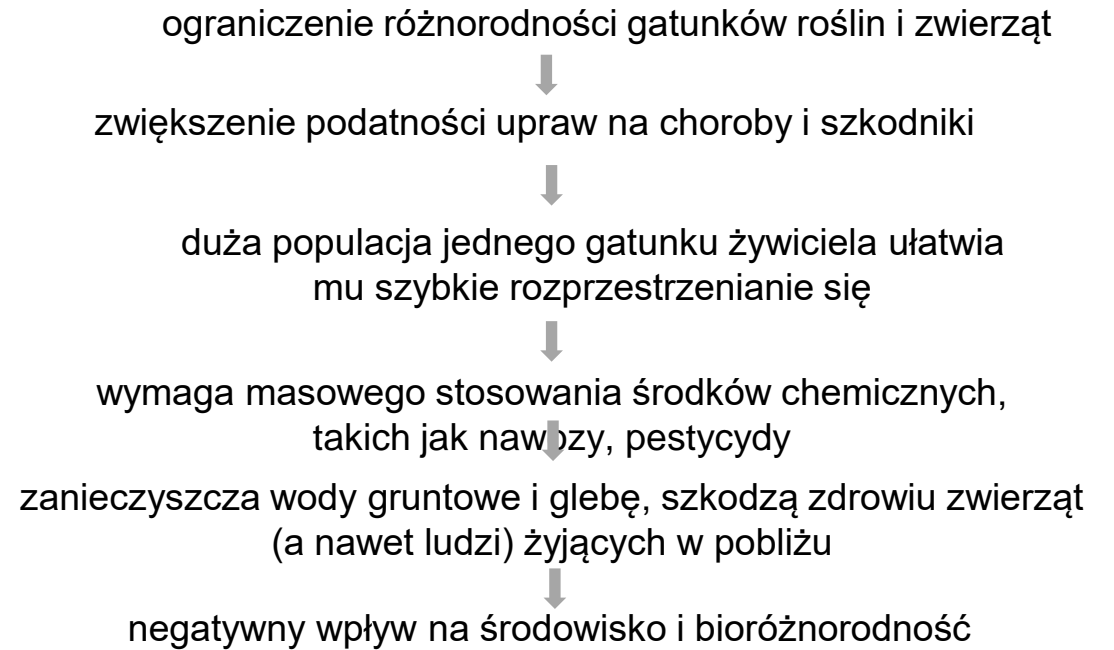 ograniczenie różnorodności gatunków roślin i zwierząt
zwiększenie podatności upraw na choroby i szkodniki
duża populacja jednego gatunku żywiciela ułatwia
mu szybkie rozprzestrzenianie się
wymaga masowego stosowania środków chemicznych,
takich jak nawozy, pestycydy
zanieczyszcza wody gruntowe i glebę, szkodzą zdrowiu zwierząt
(a nawet ludzi) żyjących w pobliżu
negatywny wpływ na środowisko i bioróżnorodność